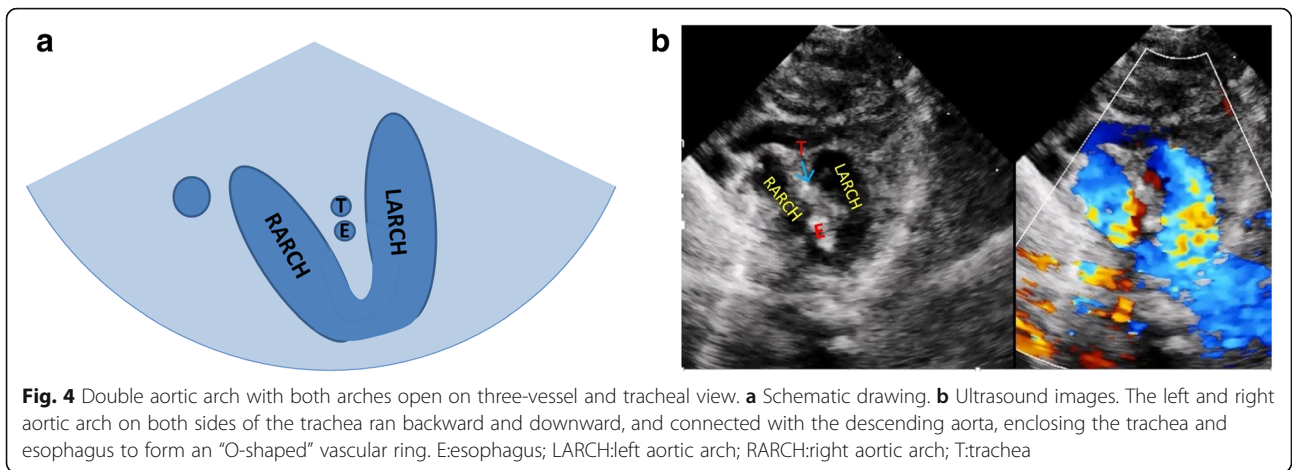 a
b
T
E
RARCH
LARCH
T
RARCH
LARCH
E
Fig. 4 Double aortic arch with both arches open on three-vessel and tracheal view. a Schematic drawing. b Ultrasound images. The left and right
aortic arch on both sides of the trachea ran backward and downward, and connected with the descending aorta, enclosing the trachea and
esophagus to form an “O-shaped” vascular ring. E:esophagus; LARCH:left aortic arch; RARCH:right aortic arch; T:trachea